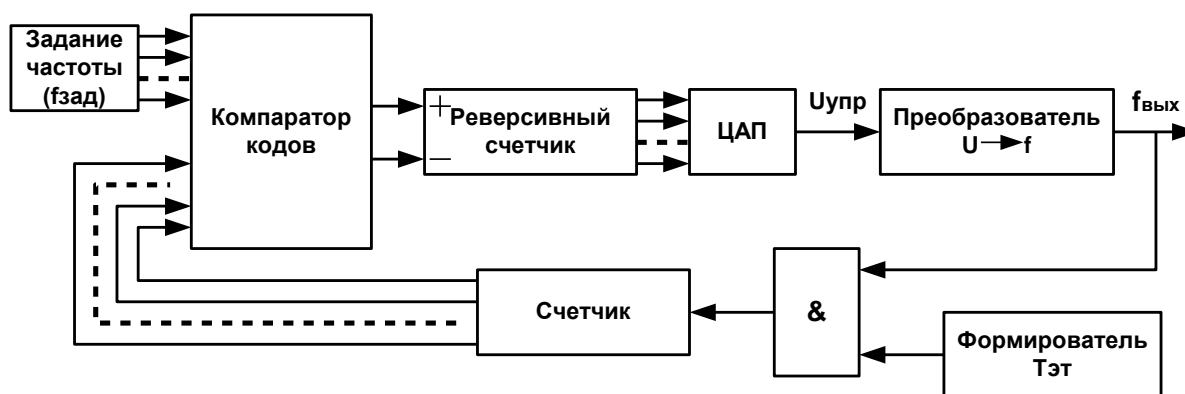 Задание
частоты
(fзад)
Компаратор
кодов
+
−
Реверсивный
счетчик
ЦАП
Uупр
Преобразователь
U f
fвых
Счетчик
&
Формирователь
Тэт